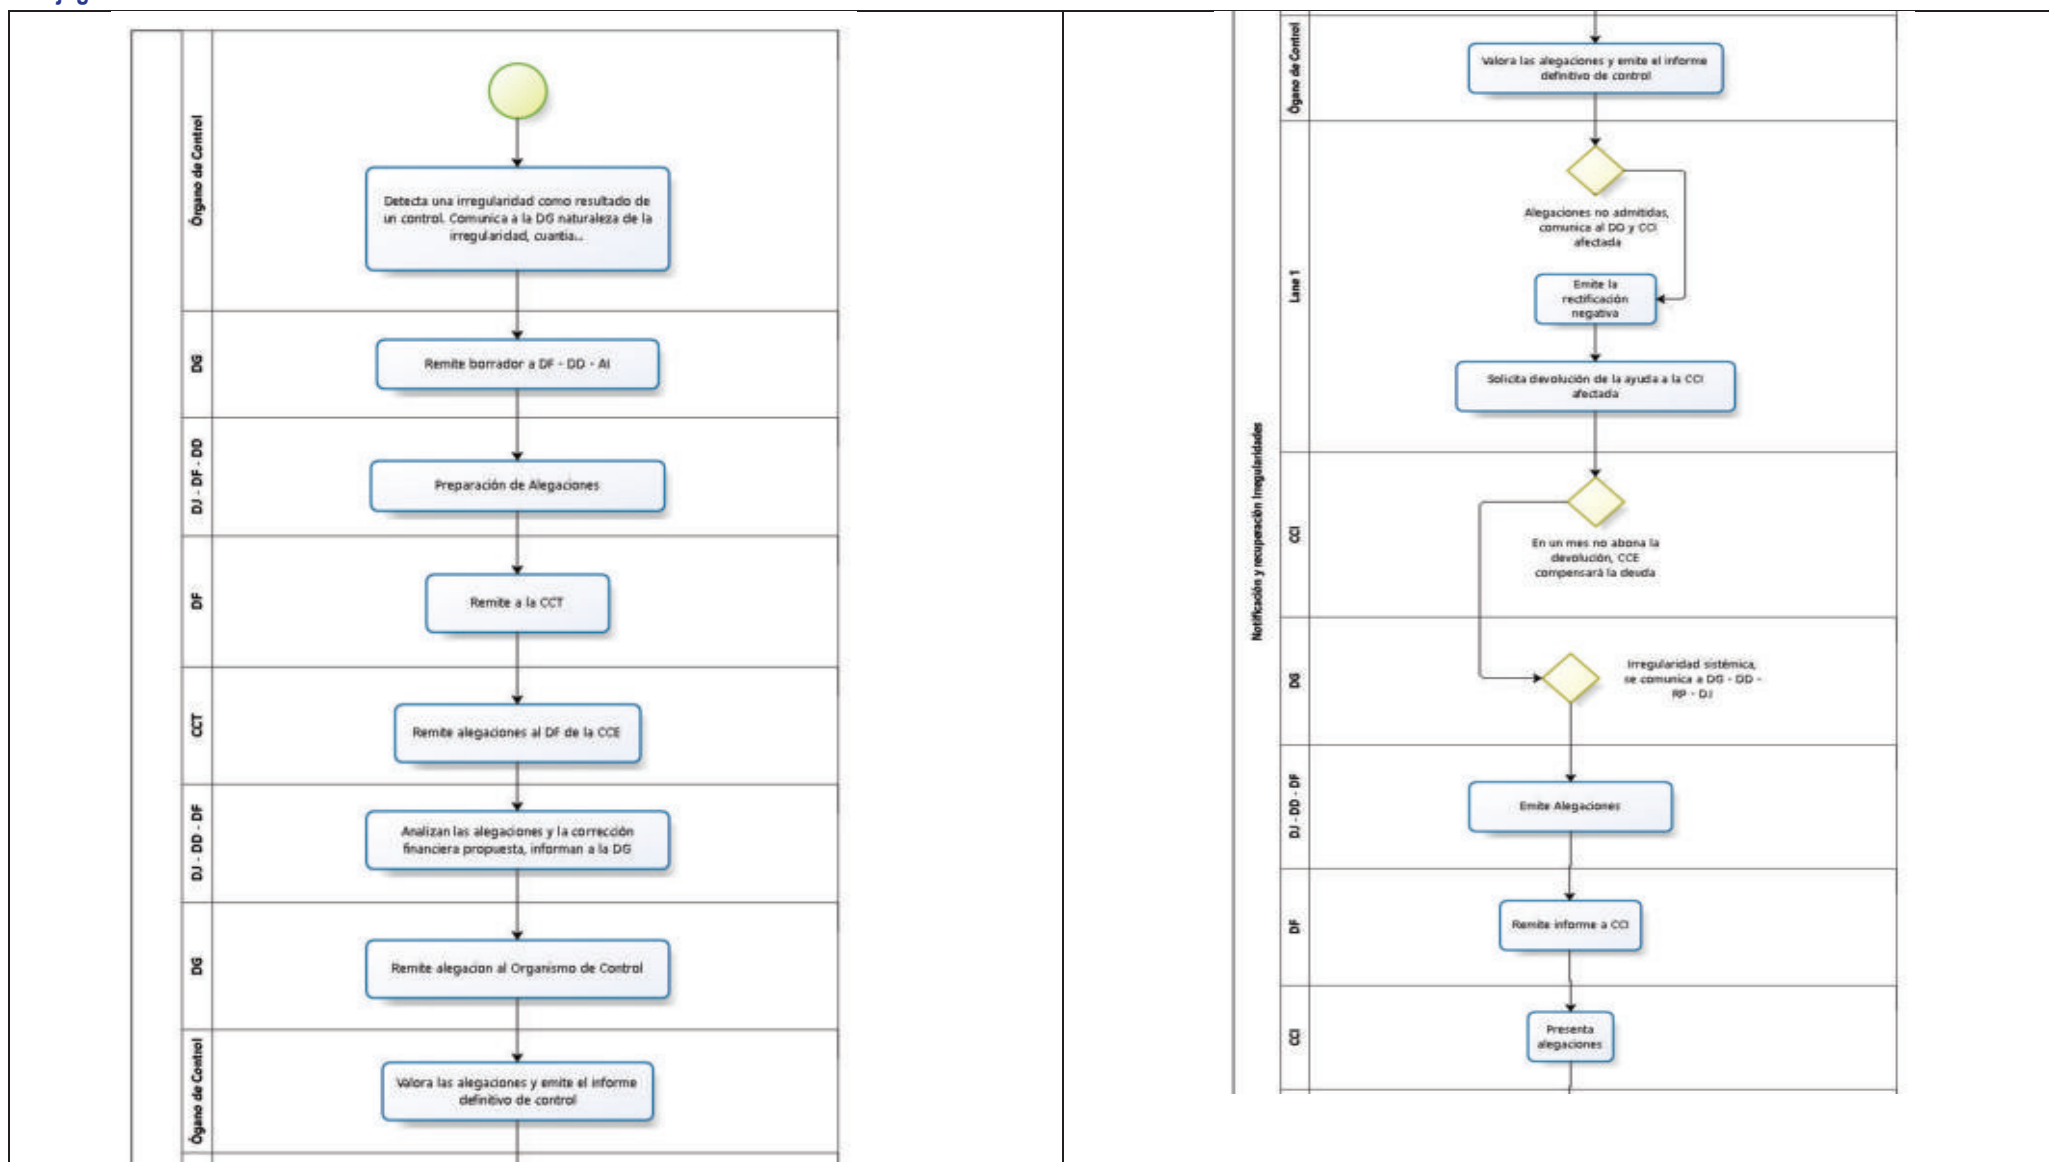 Órgano de Control
Detecta una irregularidad como resultado de
un control. Comunica a la DG naturaleza de la
irregularidad, cuantia...
DG
Remite borrador a DF - DD - AI
DJ - DF - DD
Preparación de Alegaciones
DF
Remite a la CCT
CCT
Remite alegaciones al DF de la CCE
DJ - DD - DF
Analizan las alegaciones y la corrección
financiera propuesta, informan a la DG
DG
Remite alegacion al Organismo de Control
Ógano de Control
Valora las alegaciones y emite el informe
definitivo de control
Notificación y recuperación Irregularidades
Ógano de Control
Valora las alegaciones y emite el informe
definitivo de control
Lane 1
Alegaciones no admitidas,
comunica al DD y CCI
afectada
Emite la
rectificación
negativa
Solicita devolución de la ayuda a la CCI
afectada
CCI
En un mes no abona la
devolución, CCE
compensará la deuda
DG
Irregularidad sistémica,
se comunica a DG - DD -
RP - DJ
DJ - DD - DF
Emite Alegaciones
DF
Remite informe a CCI
CCI
Presenta
alegaciones